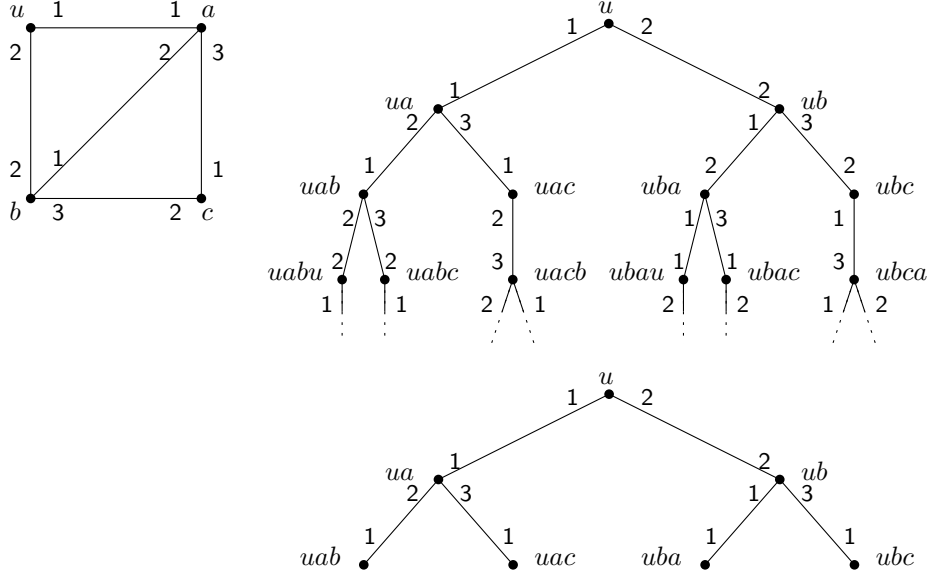 u 1 1 a
2 2 3
2 1 1
b 3 2 c
u
1 2
ua 1 2 ub
2 3 1 3
1 1 2 2
uab uac uba ubc
2 3 2 1 3 1
2 2 3 1 1 3
uabu uabc uacb ubau ubac ubca
1 1 2 1 2 2 1 2
u
1 2
ua 1 2 ub
2 3 1 3
1 1 1 1
uab uac uba ubc